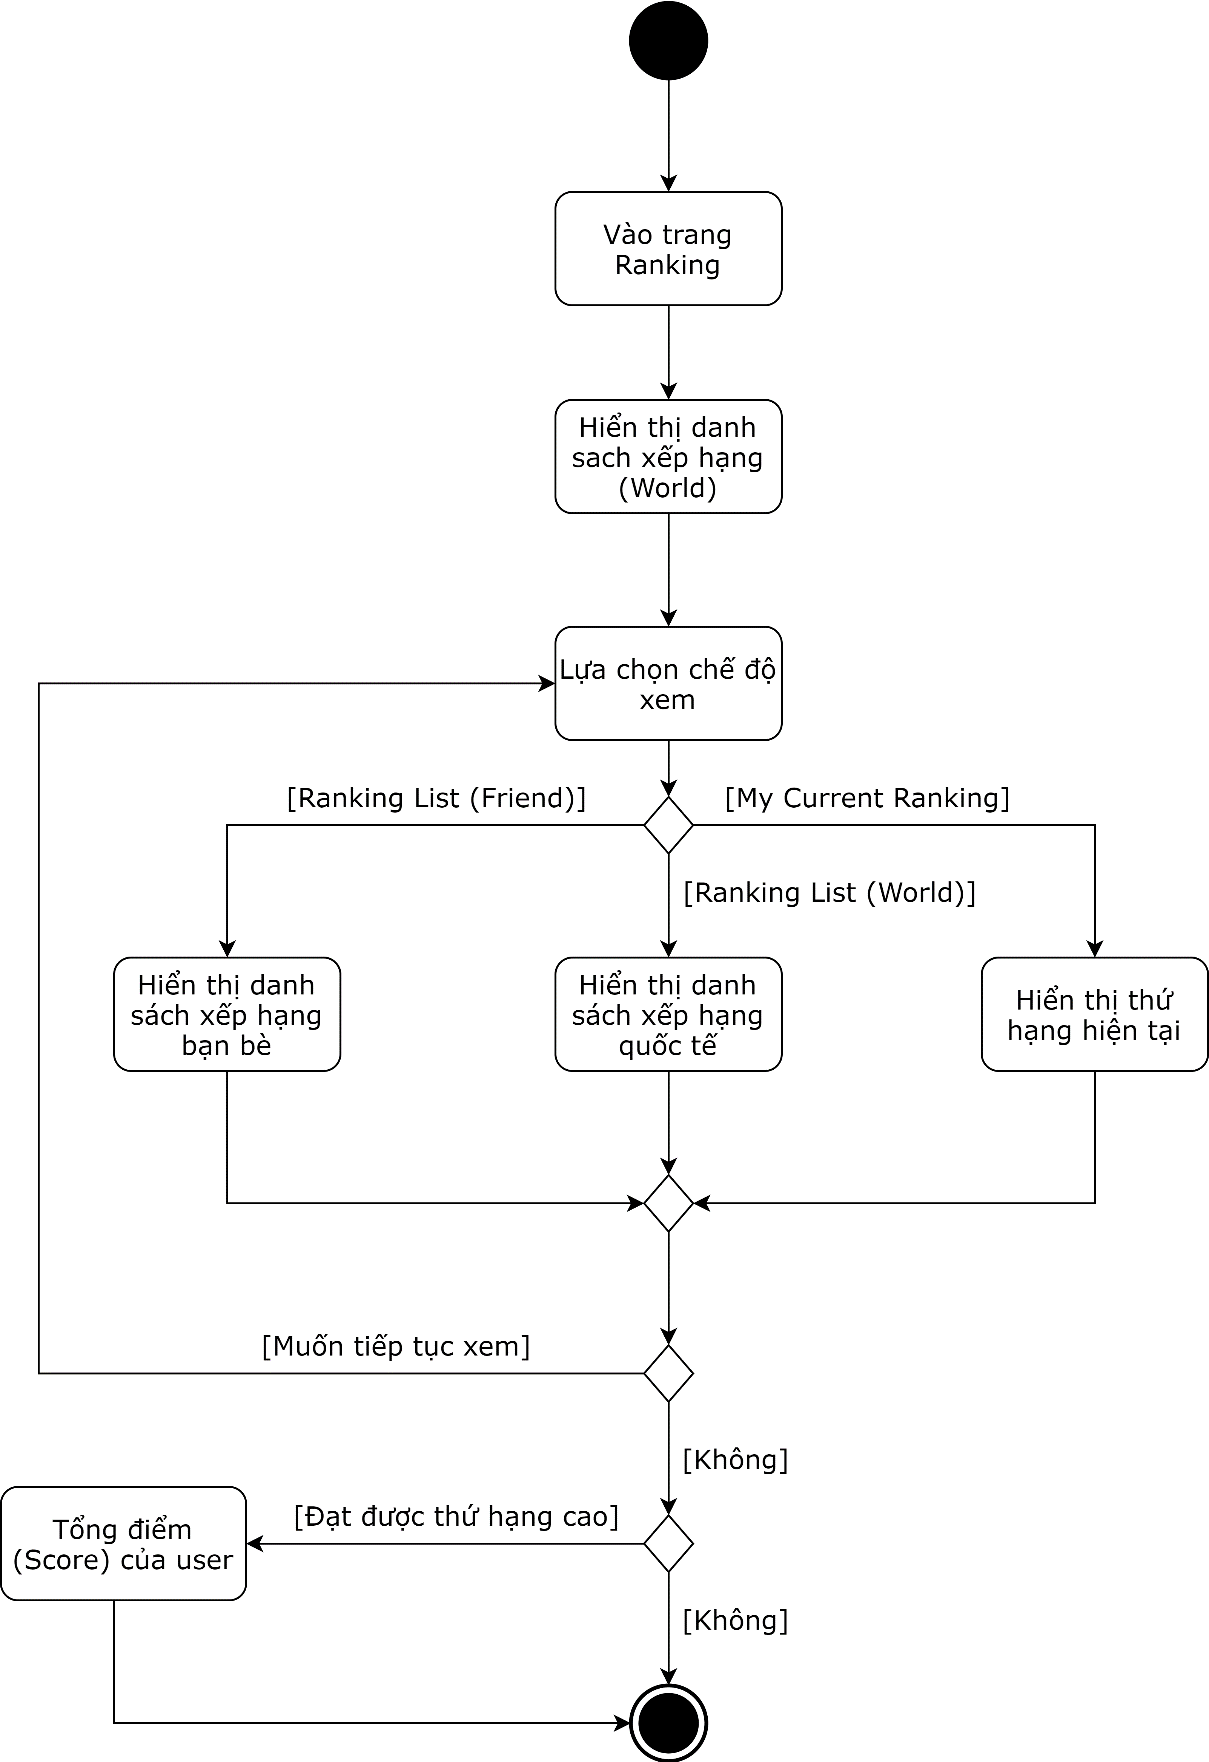 Vào trang
Ranking
Hiển thị danh
sach xếp hạng
(World)
Lựa chọn chế độ
xem
[Ranking List (Friend)]
[My Current Ranking]
[Ranking List (World)]
Hiển thị danh
sách xếp hạng
bạn bè
Hiển thị danh
sách xếp hạng
quốc tế
Hiển thị thứ
hạng hiện tại
[Muốn tiếp tục xem]
[Không]
[Đạt được thứ hạng cao]
Tổng điểm
(Score) của user
[Không]